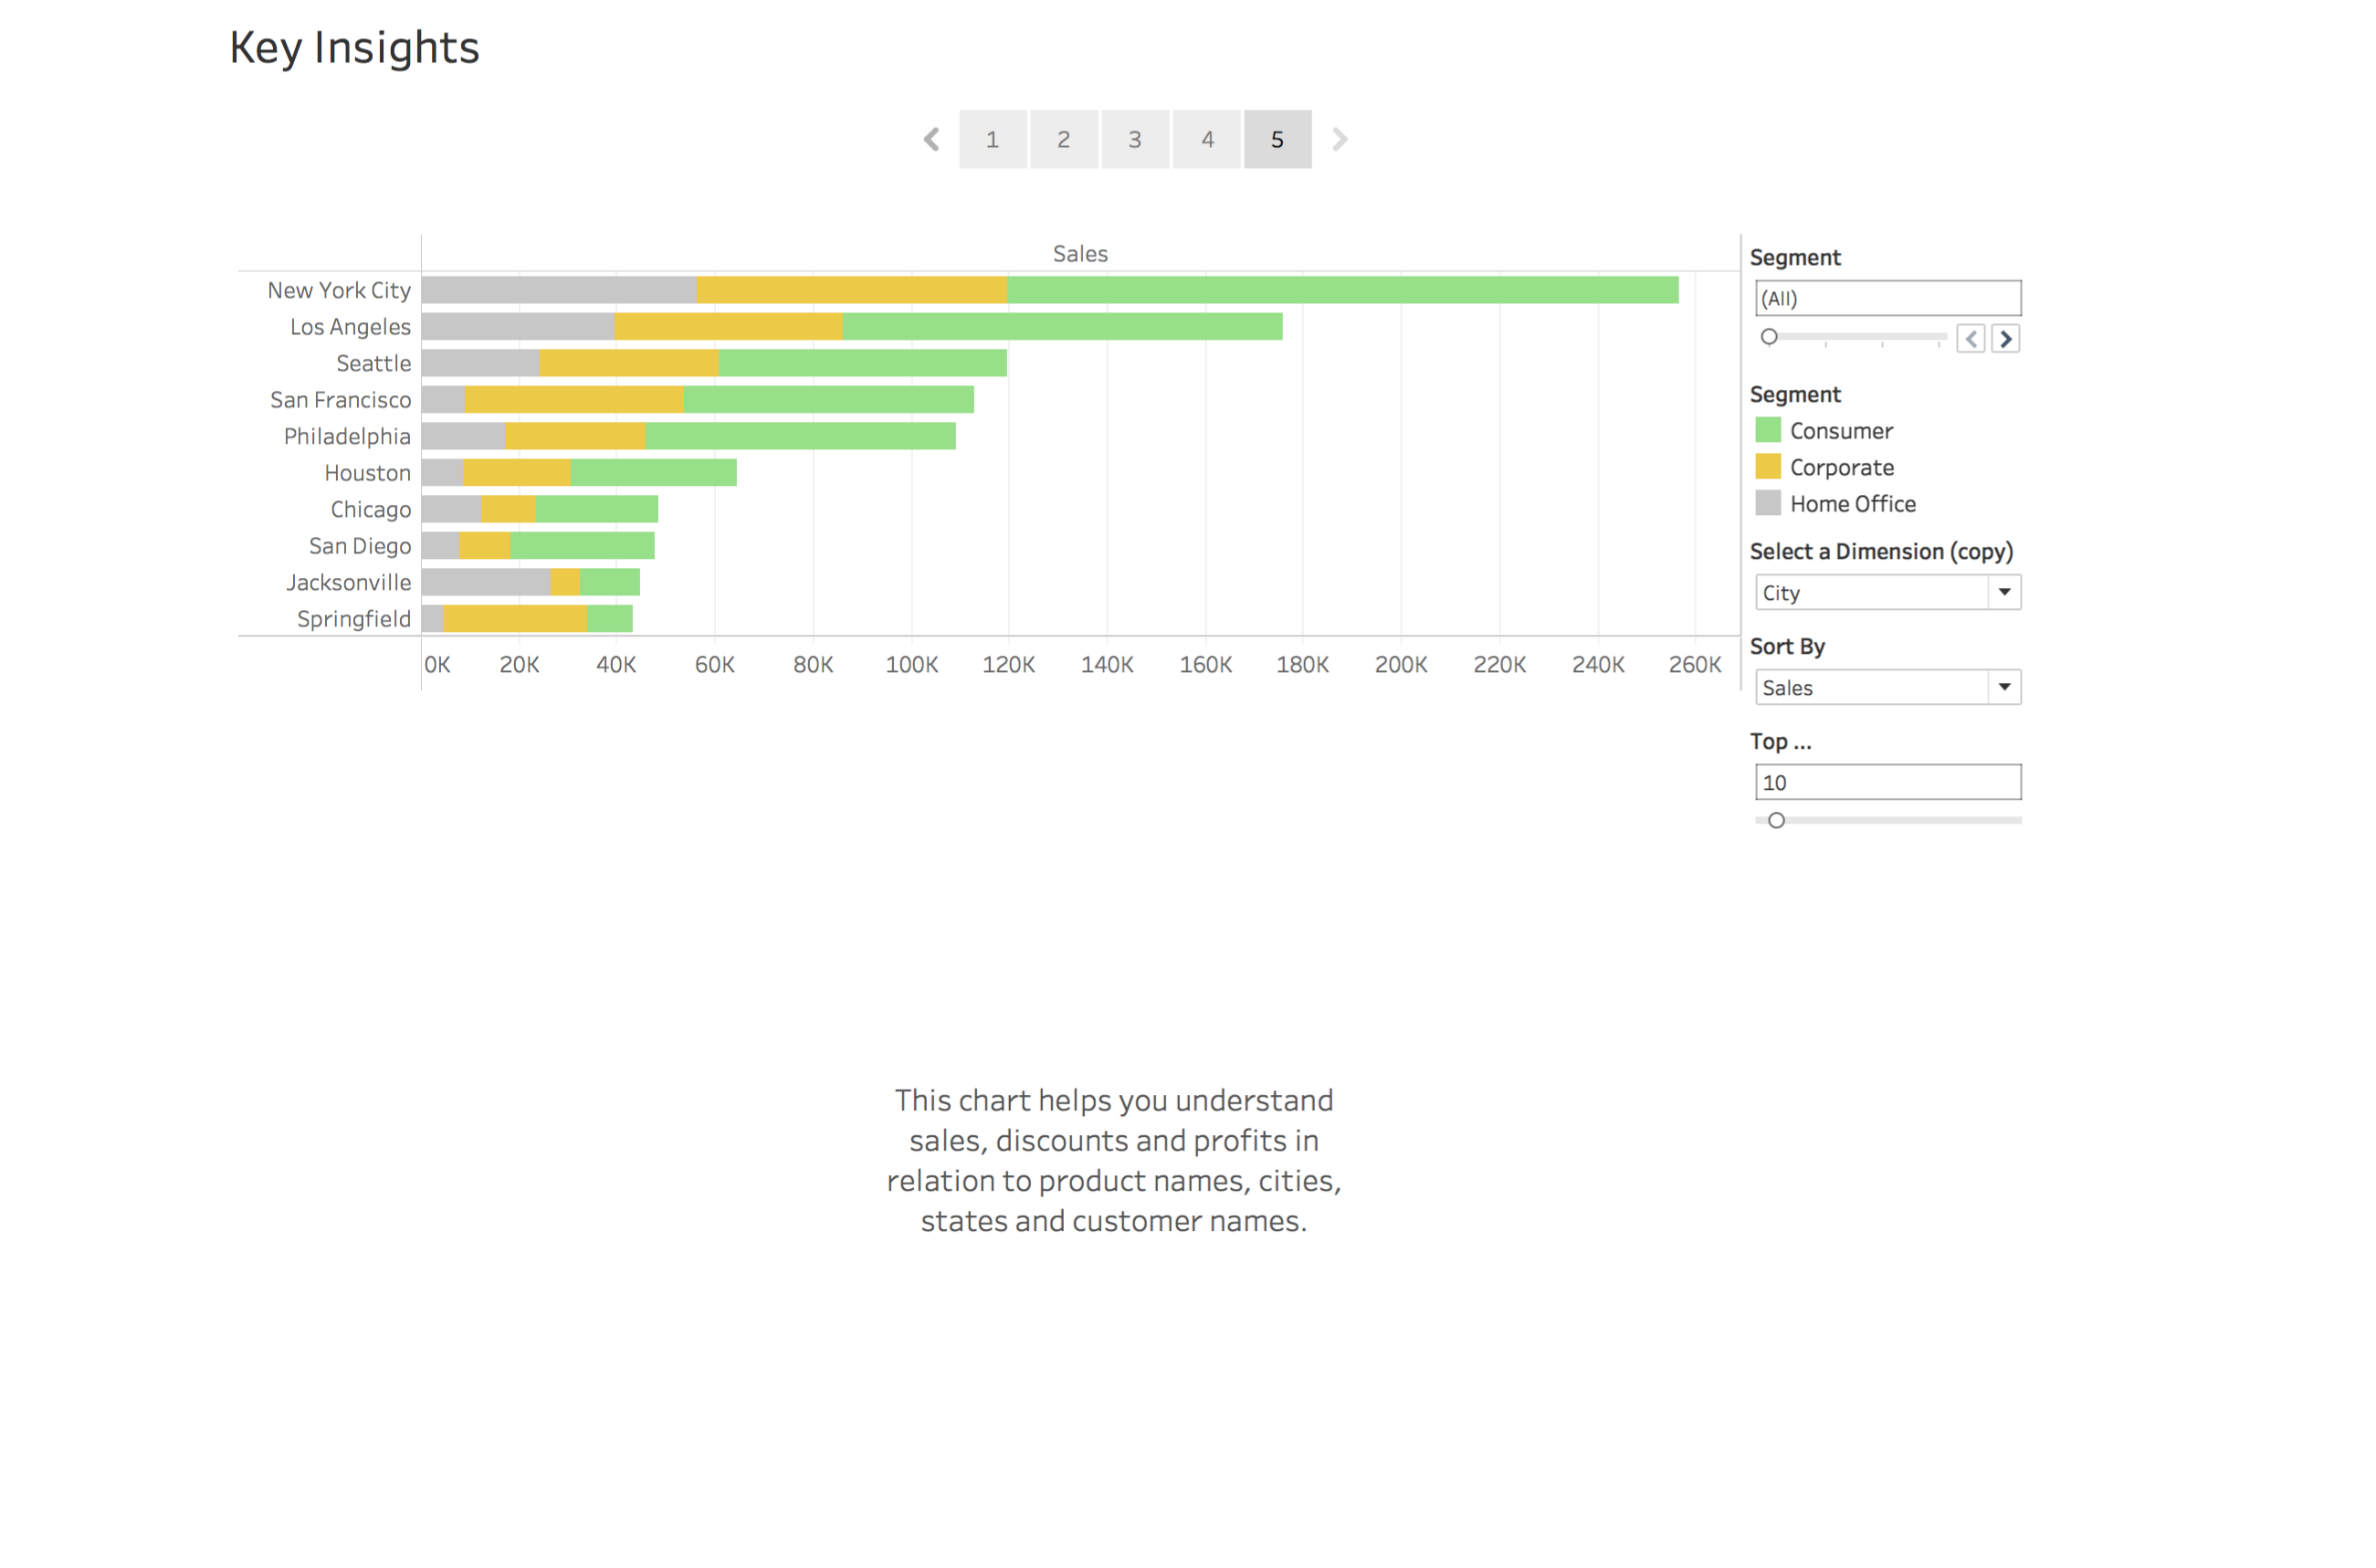 Key Insights
1 2 3 4 5
Sales
New York City
Los Angeles
Seattle
San Francisco
Philadelphia
Houston
Chicago
San Diego
Jacksonville
Springfield
0K 20K 40K 60K 80K 100K 120K 140K 160K 180K 200K 220K 240K 260K
Segment
(All)
Segment
Consumer
Corporate
Home Office
Select a Dimension (copy)
City
Sort By
Sales
Top ...
10
This chart helps you understand
sales, discounts and profits in
relation to product names, cities,
states and customer names.